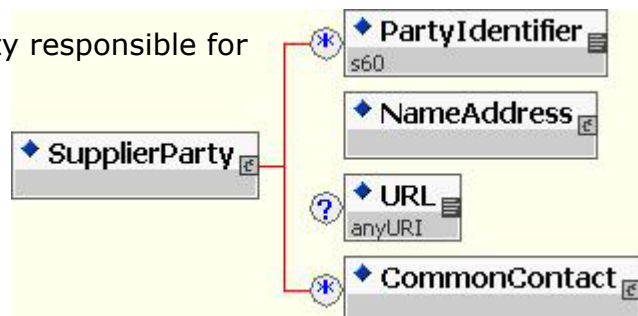 responsible for
PartyIdentifier
s60
NameAddress
SupplierParty
?
URL
anyURI
*
CommonContact